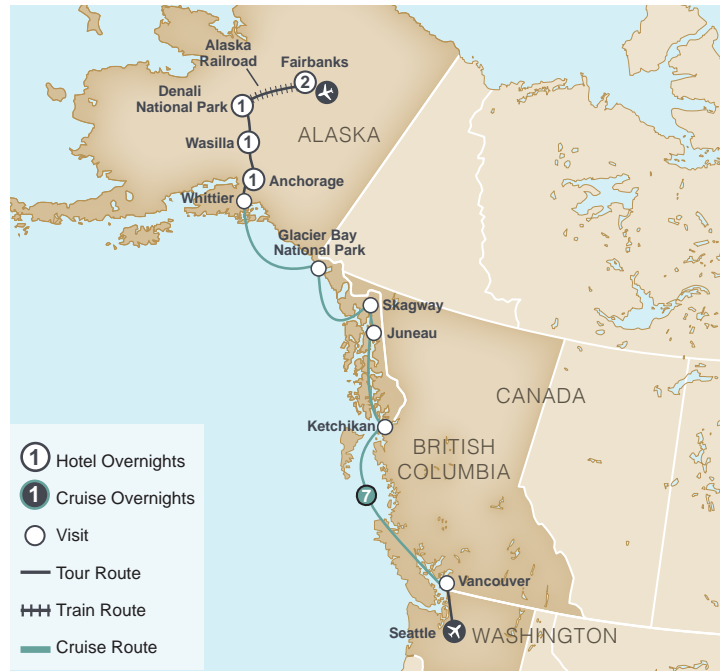 Alaska
Railroad
Fairbanks
2
Denali
National Park
1
ALASKA
Wasilla
1
1
Anchorage
Whittier
Glacier Bay
National Park
Skagway
Juneau
CANADA
Ketchikan
BRITISH
COLUMBIA
7
Vancouver
Seattle
WASHINGTON
1 Hotel Overnights
1 Cruise Overnights
Visit
Tour Route
Train Route
Cruise Route